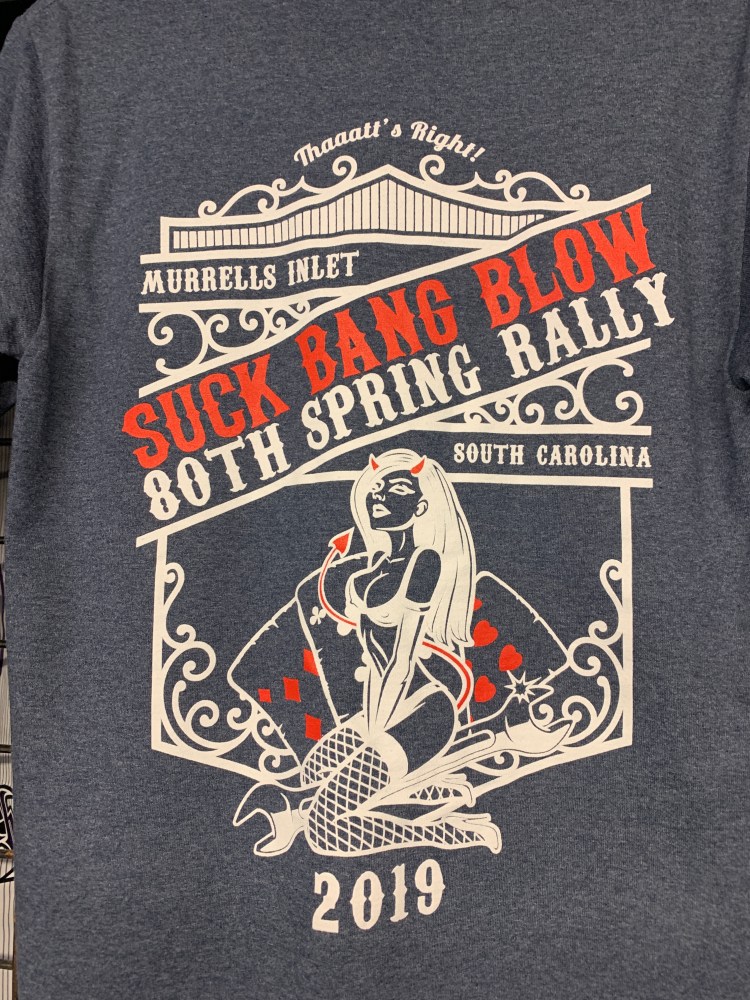 Thaaatt's Right!
MURRELLS INLET
SUCK BANG BLOW
80TH SPRING RALLY
SOUTH CAROLINA
2019